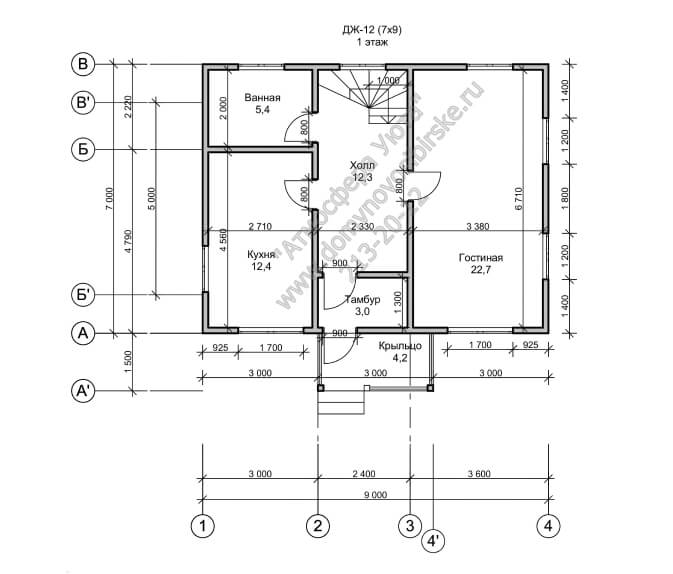 ДЖ-12 (7х9)
1 этаж
В
В'
Б
Б'
А
А'
2 220
4 790
7 000
5 000
1 500
Ванная
5,4
2 000
800
1 000
800
800
Холл
12,3
2 710
2 330
3 380
4 560
6 710
Кухня
12,4
Гостиная
22,7
900
Тамбур
3,0
1 300
900
Крыльцо
4,2
1 400
1 200
1 800
1 200
1 400
925
1 700
1 700
925
3 000
3 000
3 000
3 000
2 400
3 600
9 000
1
2
3
4'
4
"Атмосфера Уюта"
www.domynovosibirske.ru
213-20-12